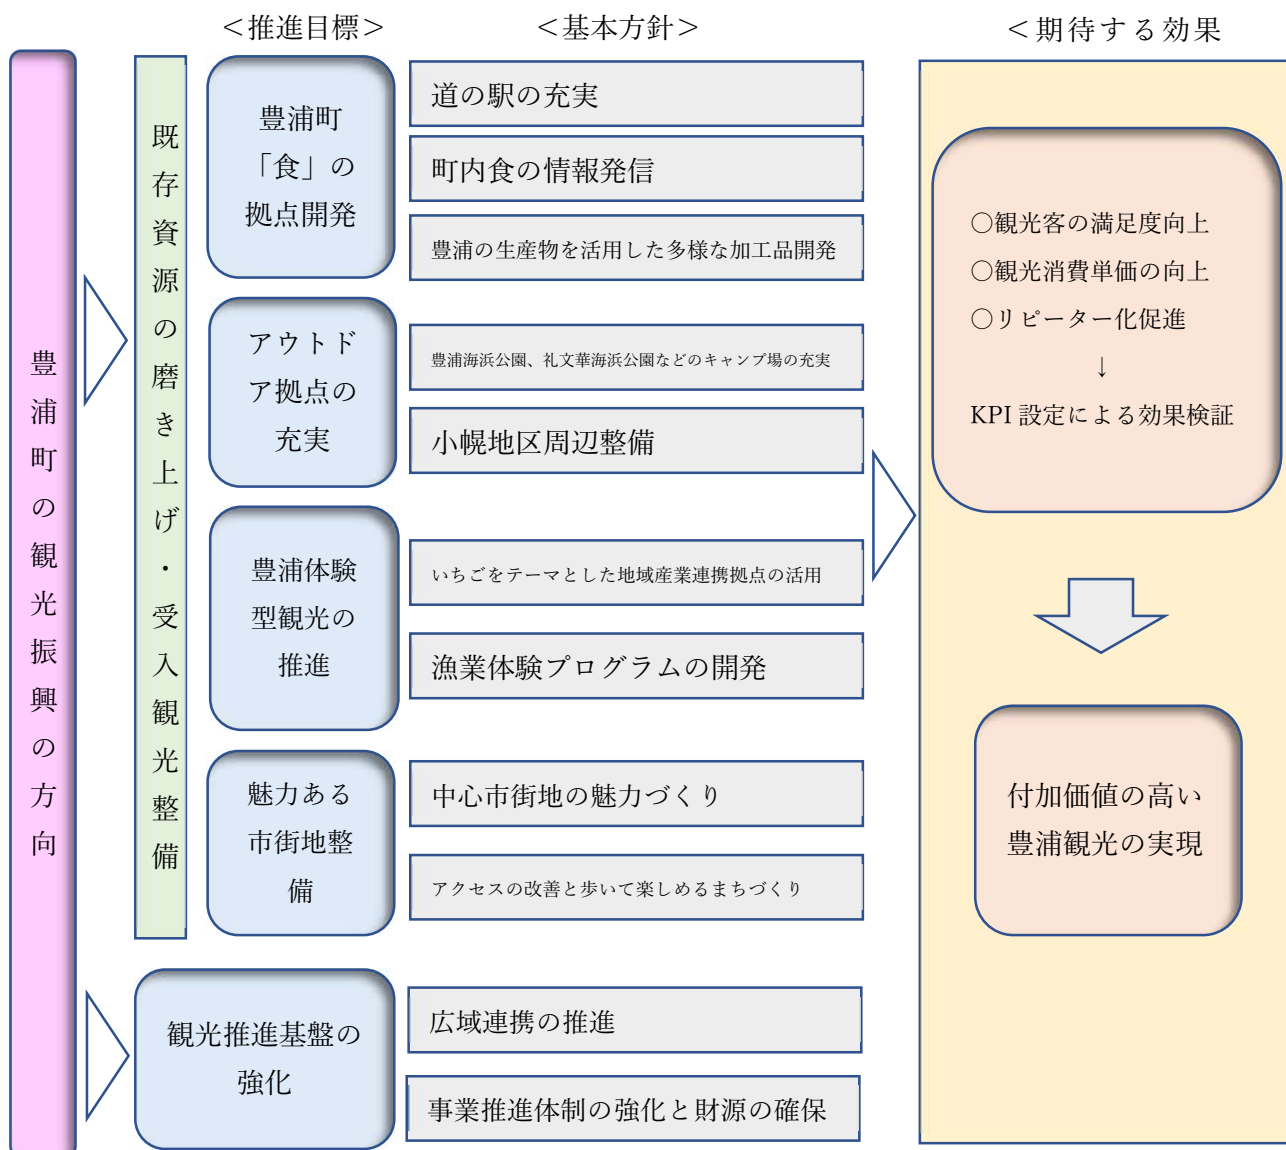 ＜推進目標＞
＜基本方針＞
＜期待する効果
豊浦町の観光振興の方向
既存資源の磨き上げ・受入観光整備
豊浦町
「食」の
拠点開発
道の駅の充実
町内食の情報発信
豊浦の生産物を活用した多様な加工品開発
アウトド
ア拠点の
充実
豊浦海浜公園、礼文華海浜公園などのキャンプ場の充実
小幌地区周辺整備
豊浦体験
型観光の
推進
いちごをテーマとした地域産業連携拠点の活用
漁業体験プログラムの開発
魅力ある
市街地整
備
中心市街地の魅力づくり
アクセスの改善と歩いて楽しめるまちづくり
観光推進基盤の
強化
広域連携の推進
事業推進体制の強化と財源の確保
○観光客の満足度向上
○観光消費単価の向上
○リピーター化促進
↓
KPI 設定による効果検証
付加価値の高い
豊浦観光の実現